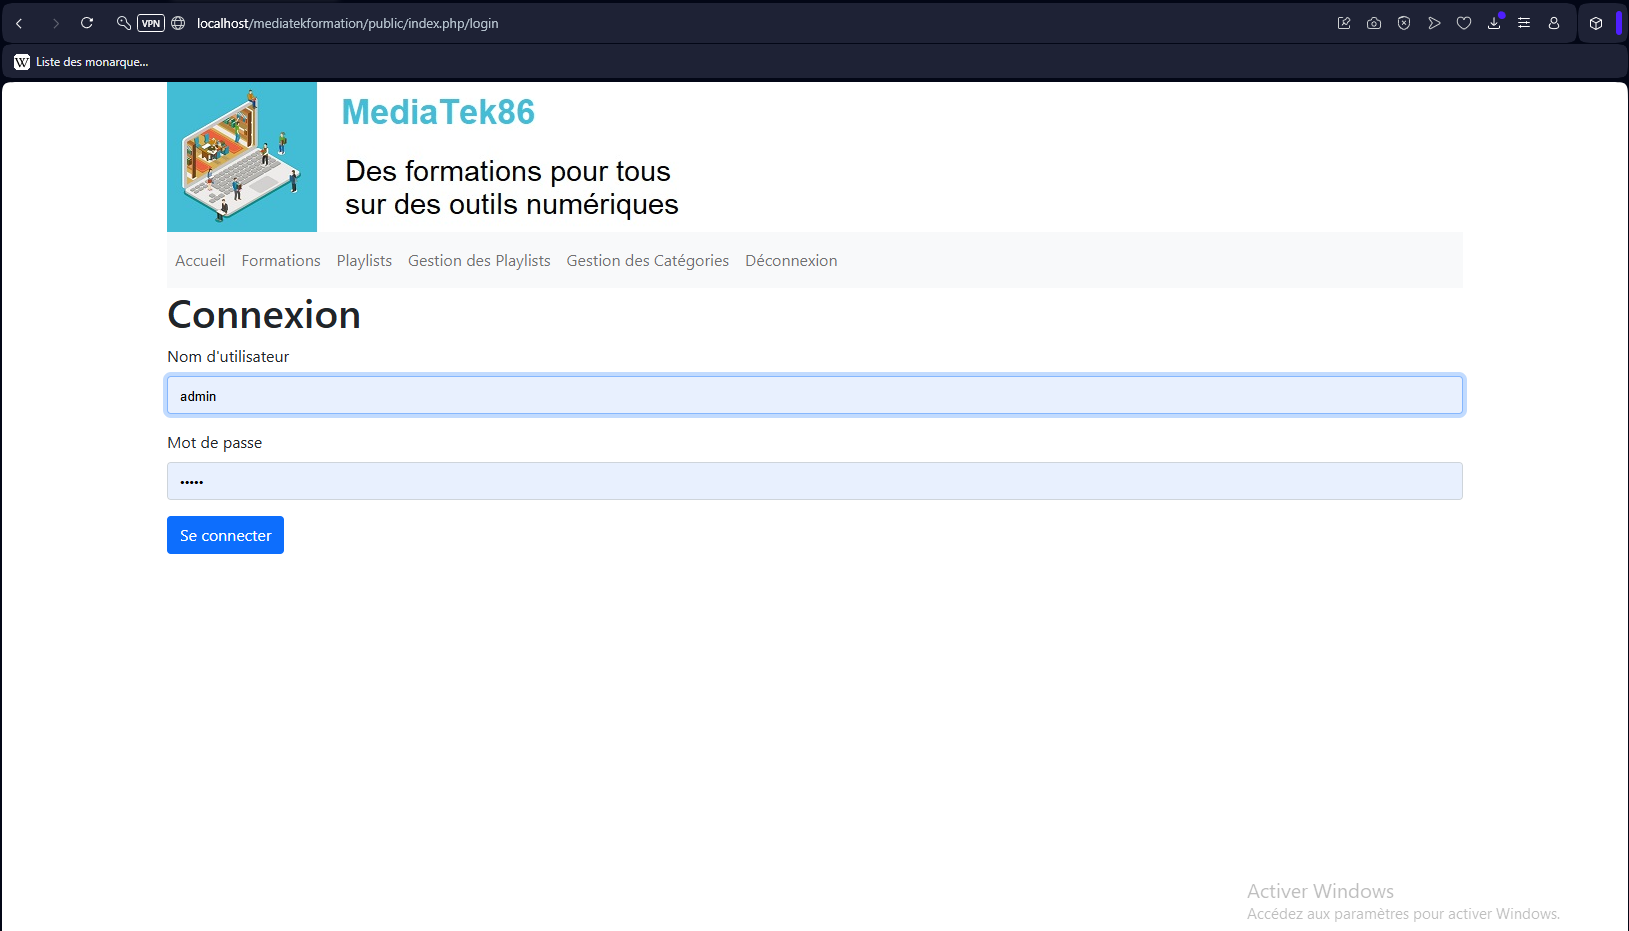 VPN localhost/mediatekformation/public/index.php/login
W Liste des monarque...
MediaTek86
Des formations pour tous
sur des outils numériques
Accueil Formations Playlists Gestion des Playlists Gestion des Catégories Déconnexion
Connexion
Nom d'utilisateur
admin
Mot de passe
•••••
Se connecter
Activer Windows
Accédez aux paramètres pour activer Windows.